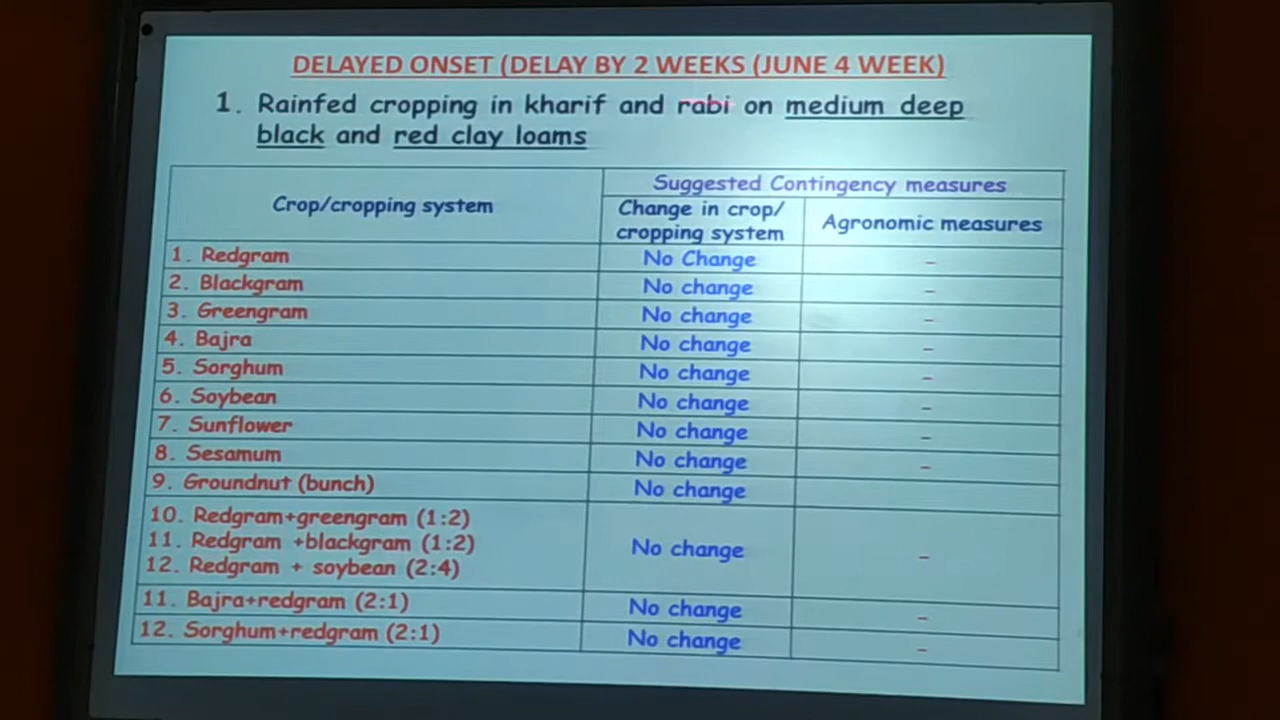 DELAYED ONSET (DELAY BY 2 WEEKS (JUNE 4 WEEK)
1. Rainfed cropping in kharif and rabi on medium deep
black and red clay loams
Crop/cropping system
Suggested Contingency measures
Change in crop/
cropping system
Agronomic measures
1. Redgram No Change -
2. Blackgram No change -
3. Greengram No change -
4. Bajra No change -
5. Sorghum No change -
6. Soybean No change -
7. Sunflower No change -
8. Sesamum No change -
9. Groundnut (bunch) No change
10. Redgram+greengram (1:2)
11. Redgram +blackgram (1:2) No change -
12. Redgram + soybean (2:4)
11. Bajra+redgram (2:1) No change -
12. Sorghum+redgram (2:1) No change -